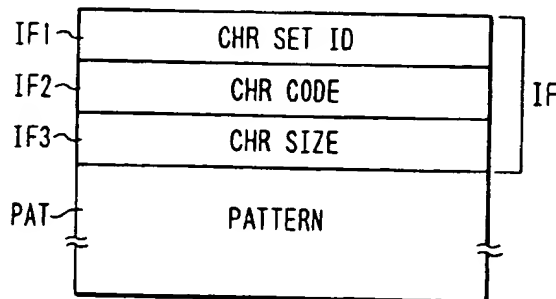 IF1 CHR SET ID
IF2 CHR CODE IF
IF3 CHR SIZE
PAT PATTERN